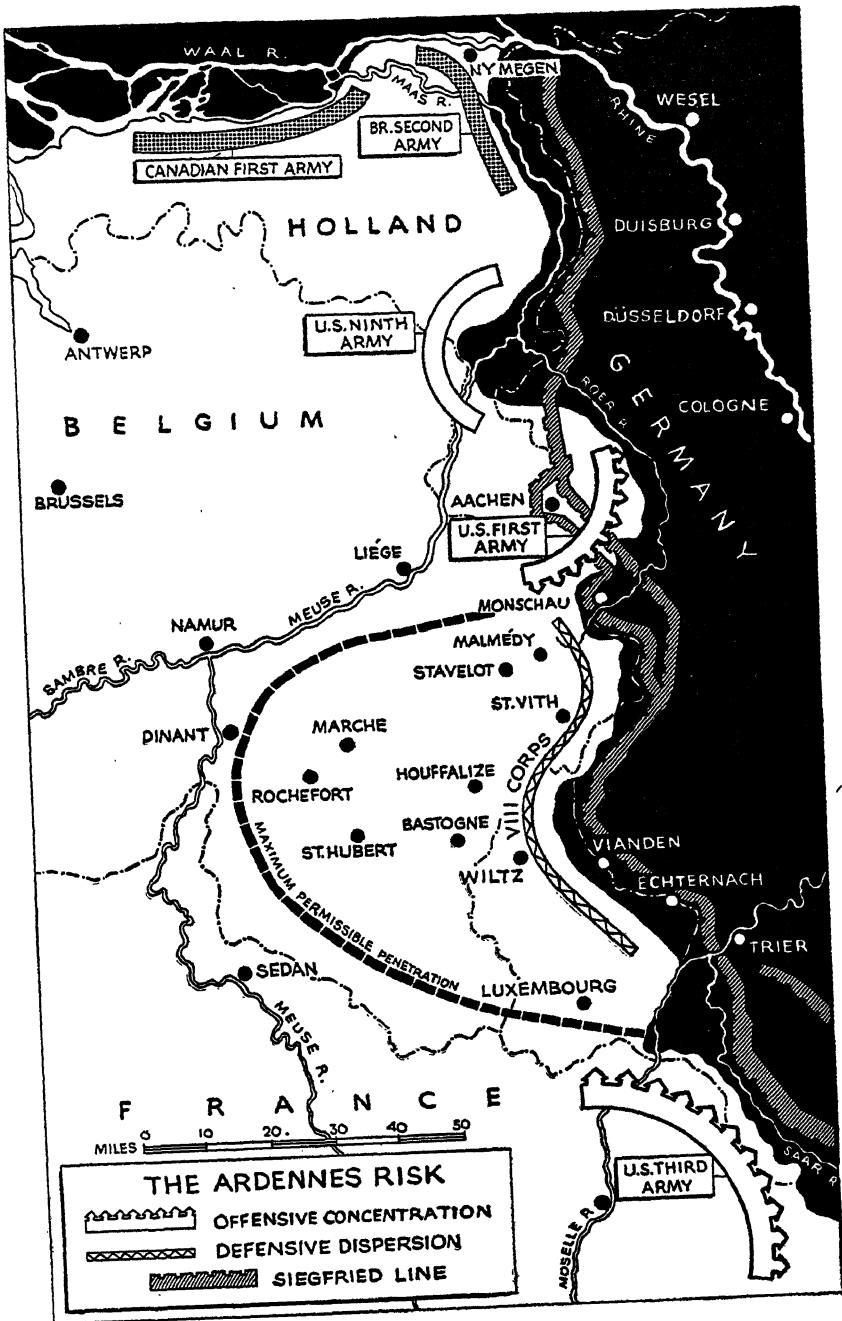 WAAL R.
NYMEGEN
MAAS R.
RHINE
WESEL
BR. SECOND
ARMY
CANADIAN FIRST ARMY
HOLLAND
DUISBURG
U.S. NINTH
ARMY
DÜSSELDORF
ANTWERP
GERMANY
ROER R.
COLOGNE
BELGIUM
BRUSSELS
AACHEN
U.S. FIRST
ARMY
LIÉGE
MEUSE R.
MONSCHAU
NAMUR
SAMBRE R.
MALMÉDY
STAVELOT
ST. VITH
DINANT
MARCHE
VIII CORPS
HOUFFALIZE
ROCHEFORT
BASTOGNE
ST. HUBERT
VIANDEN
WILTZ
ECHTERNACH
MAXIMUM PERMISSIBLE PENETRATION
TRIER
SEDAN
LUXEMBOURG
MEUSE R.
FRANCE
MILES 0 10 20. 30 40 50
SAAR R.
U.S. THIRD
ARMY
MOSELLE R.
THE ARDENNES RISK
OFFENSIVE CONCENTRATION
DEFENSIVE DISPERSION
SIEGFRIED LINE